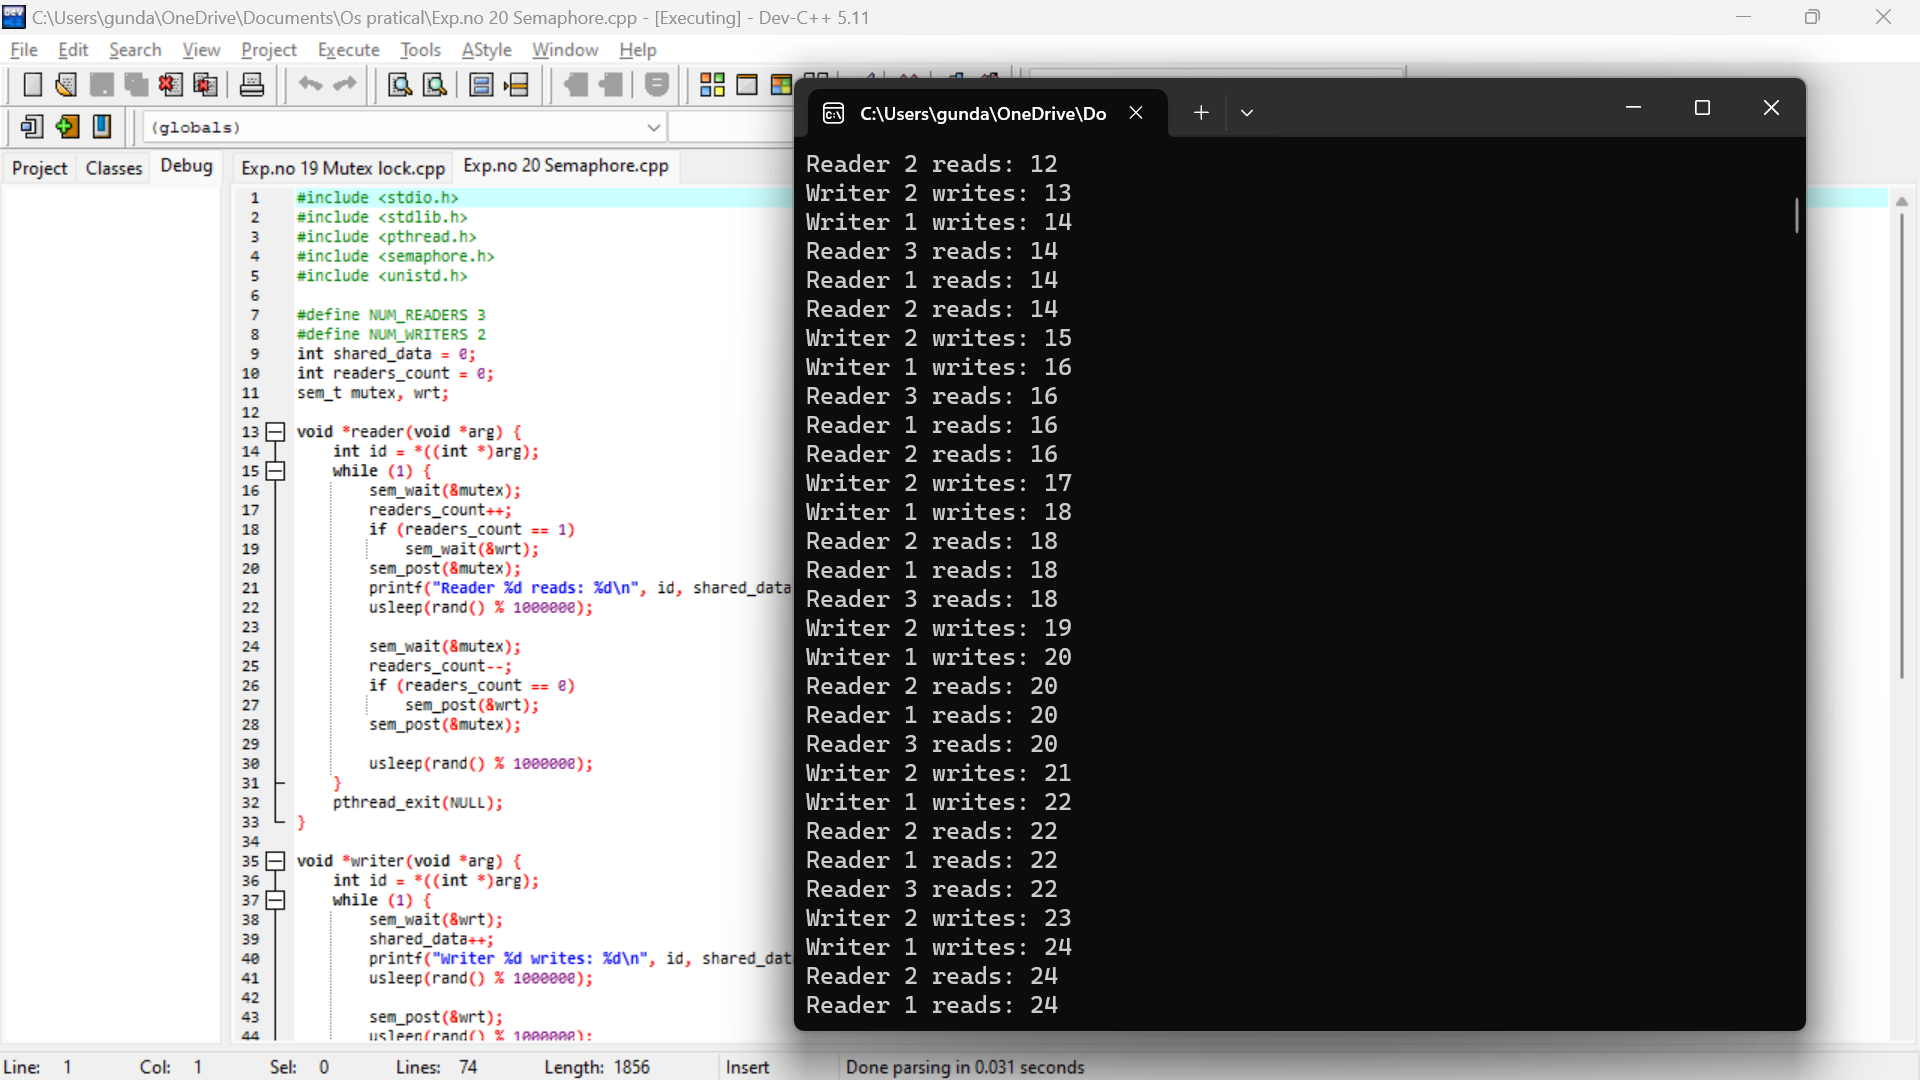 C:\Users\gunda\OneDrive\Documents\Os pratical\Exp.no 20 Semaphore.cpp - [Executing] - Dev-C++ 5.11
File Edit Search View Project Execute Tools AStyle Window Help
(globals)
Project Classes Debug
Exp.no 19 Mutex lock.cpp Exp.no 20 Semaphore.cpp
1 #include <stdio.h>
2 #include <stdlib.h>
3 #include <pthread.h>
4 #include <semaphore.h>
5 #include <unistd.h>
6
7 #define NUM_READERS 3
8 #define NUM_WRITERS 2
9 int shared_data = 0;
10 int readers_count = 0;
11 sem_t mutex, wrt;
12
13 void *reader(void *arg) {
14 int id = *((int *)arg);
15 while (1) {
16 sem_wait(&mutex);
17 readers_count++;
18 if (readers_count == 1)
19 sem_wait(&wrt);
20 sem_post(&mutex);
21 printf("Reader %d reads: %d\n", id, shared_data
22 usleep(rand() % 1000000);
23
24 sem_wait(&mutex);
25 readers_count--;
26 if (readers_count == 0)
27 sem_post(&wrt);
28 sem_post(&mutex);
29
30 usleep(rand() % 1000000);
31 }
32 pthread_exit(NULL);
33 }
34
35 void *writer(void *arg) {
36 int id = *((int *)arg);
37 while (1) {
38 sem_wait(&wrt);
39 shared_data++;
40 printf("Writer %d writes: %d\n", id, shared_dat
41 usleep(rand() % 1000000);
42
43 sem_post(&wrt);
44 usleep(rand() % 1000000);
C:\Users\gunda\OneDrive\Do
Reader 2 reads: 12
Writer 2 writes: 13
Writer 1 writes: 14
Reader 3 reads: 14
Reader 1 reads: 14
Reader 2 reads: 14
Writer 2 writes: 15
Writer 1 writes: 16
Reader 3 reads: 16
Reader 1 reads: 16
Reader 2 reads: 16
Writer 2 writes: 17
Writer 1 writes: 18
Reader 2 reads: 18
Reader 1 reads: 18
Reader 3 reads: 18
Writer 2 writes: 19
Writer 1 writes: 20
Reader 2 reads: 20
Reader 1 reads: 20
Reader 3 reads: 20
Writer 2 writes: 21
Writer 1 writes: 22
Reader 2 reads: 22
Reader 1 reads: 22
Reader 3 reads: 22
Writer 2 writes: 23
Writer 1 writes: 24
Reader 2 reads: 24
Reader 1 reads: 24
Line: 1 Col: 1 Sel: 0 Lines: 74 Length: 1856 Insert Done parsing in 0.031 seconds